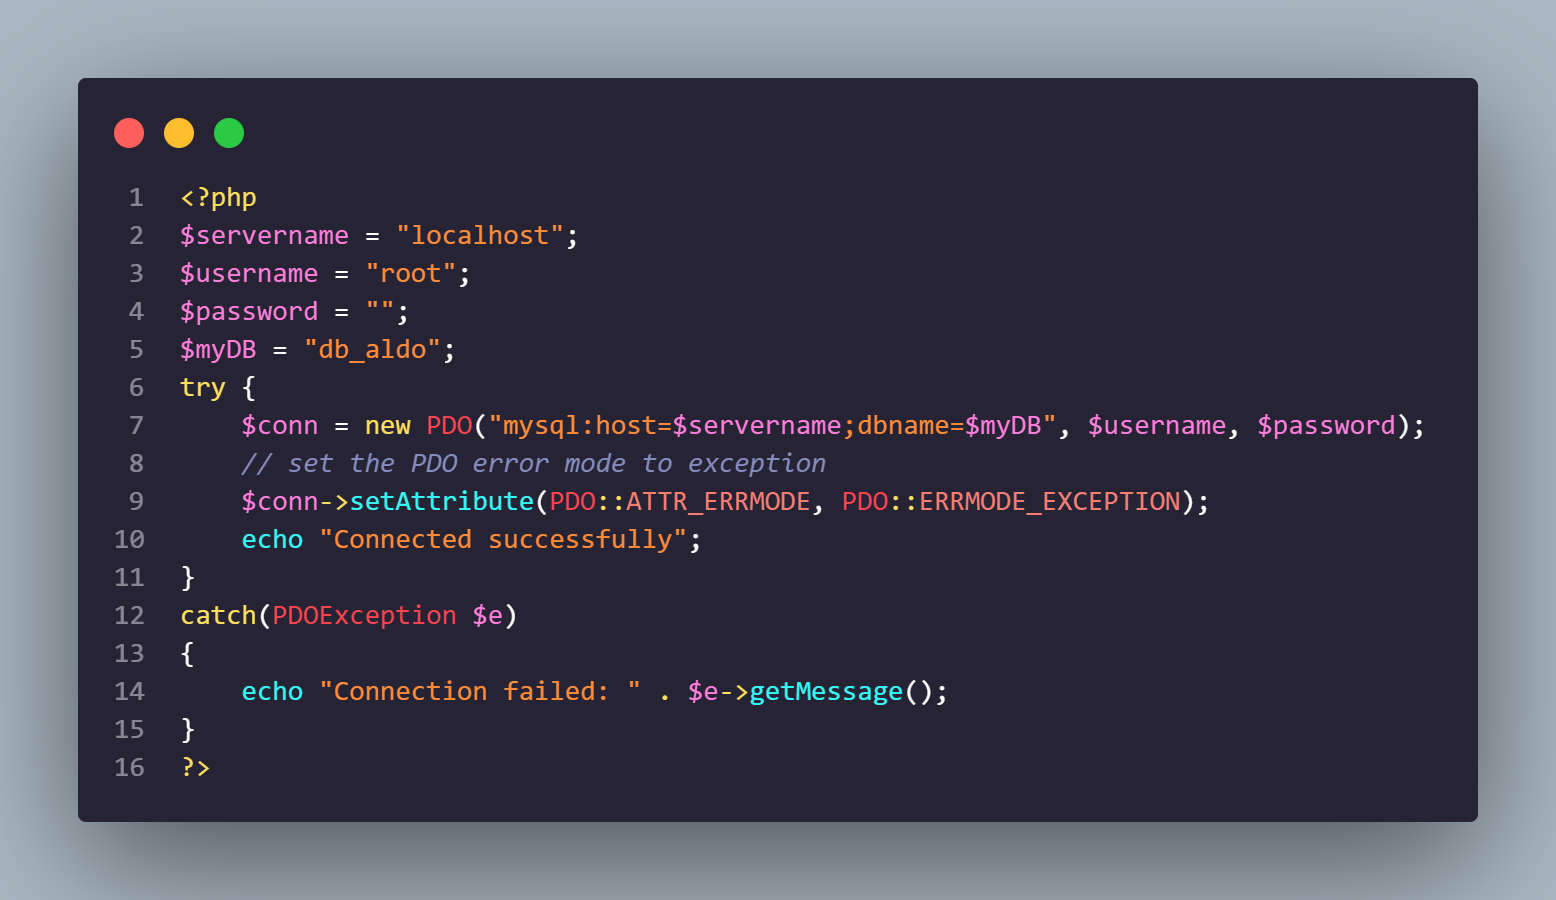 1 <?php
2 $servername = "localhost";
3 $username = "root";
4 $password = "";
5 $myDB = "db_aldo";
6 try {
7     $conn = new PDO("mysql:host=$servername;dbname=$myDB", $username, $password);
8     // set the PDO error mode to exception
9     $conn->setAttribute(PDO::ATTR_ERRMODE, PDO::ERRMODE_EXCEPTION);
10     echo "Connected successfully";
11 }
12 catch(PDOException $e)
13 {
14     echo "Connection failed: " . $e->getMessage();
15 }
16 ?>